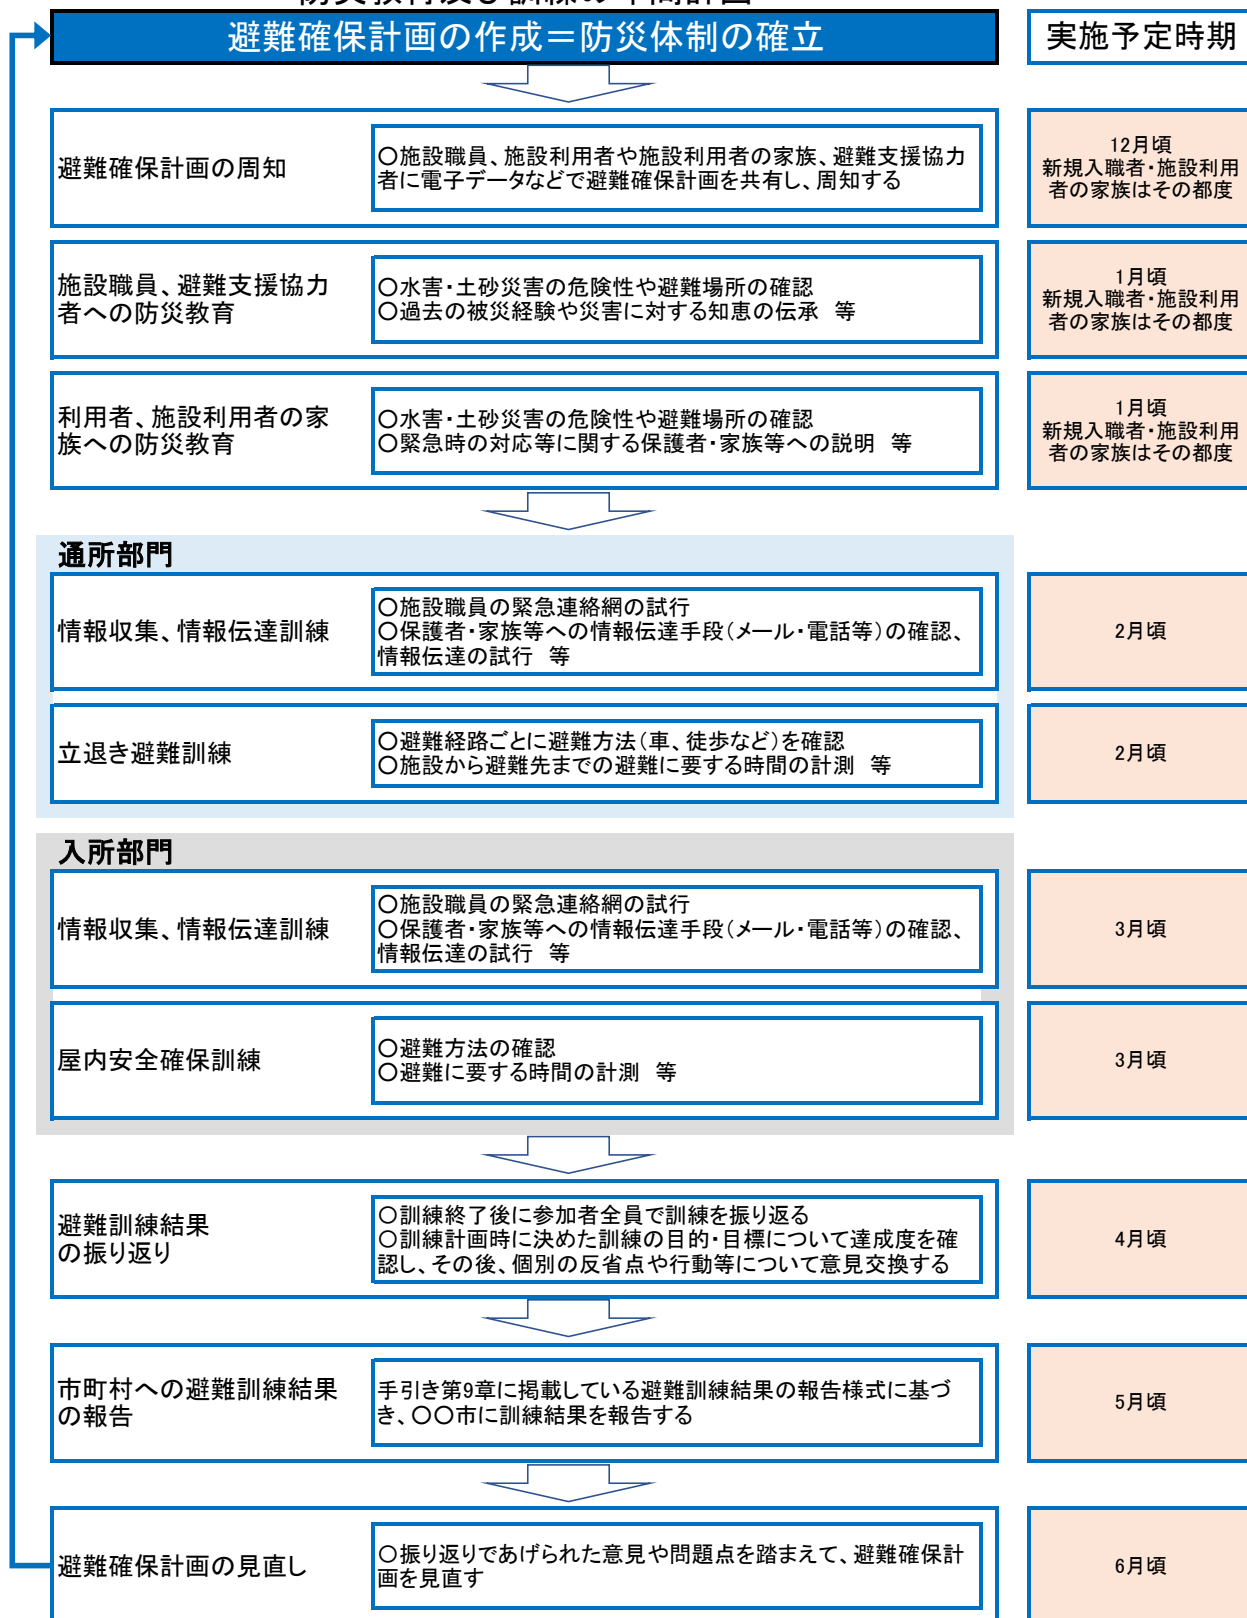 防災教育及び訓練の年間計画
避難確保計画の作成＝防災体制の確立
実施予定時期
避難確保計画の周知
〇施設職員、施設利用者や施設利用者の家族、避難支援協力
者に電子データなどで避難確保計画を共有し、周知する
12月頃
新規入職者・施設利用
者の家族はその都度
施設職員、避難支援協力
者への防災教育
〇水害・土砂災害の危険性や避難場所の確認
〇過去の被災経験や災害に対する知恵の伝承　等
1月頃
新規入職者・施設利用
者の家族はその都度
利用者、施設利用者の家
族への防災教育
〇水害・土砂災害の危険性や避難場所の確認
〇緊急時の対応等に関する保護者・家族等への説明　等
1月頃
新規入職者・施設利用
者の家族はその都度
通所部門
情報収集、情報伝達訓練
〇施設職員の緊急連絡網の試行
〇保護者・家族等への情報伝達手段（メール・電話等）の確認、
情報伝達の試行　等
2月頃
立退き避難訓練
〇避難経路ごとに避難方法（車、徒歩など）を確認
〇施設から避難先までの避難に要する時間の計測　等
2月頃
入所部門
情報収集、情報伝達訓練
〇施設職員の緊急連絡網の試行
〇保護者・家族等への情報伝達手段（メール・電話等）の確認、
情報伝達の試行　等
3月頃
屋内安全確保訓練
〇避難方法の確認
〇避難に要する時間の計測　等
3月頃
避難訓練結果
の振り返り
〇訓練終了後に参加者全員で訓練を振り返る
〇訓練計画時に決めた訓練の目的・目標について達成度を確
認し、その後、個別の反省点や行動等について意見交換する
4月頃
市町村への避難訓練結果
の報告
手引き第9章に掲載している避難訓練結果の報告様式に基づ
き、〇〇市に訓練結果を報告する
5月頃
避難確保計画の見直し
〇振り返りであげられた意見や問題点を踏まえて、避難確保計
画を見直す
6月頃